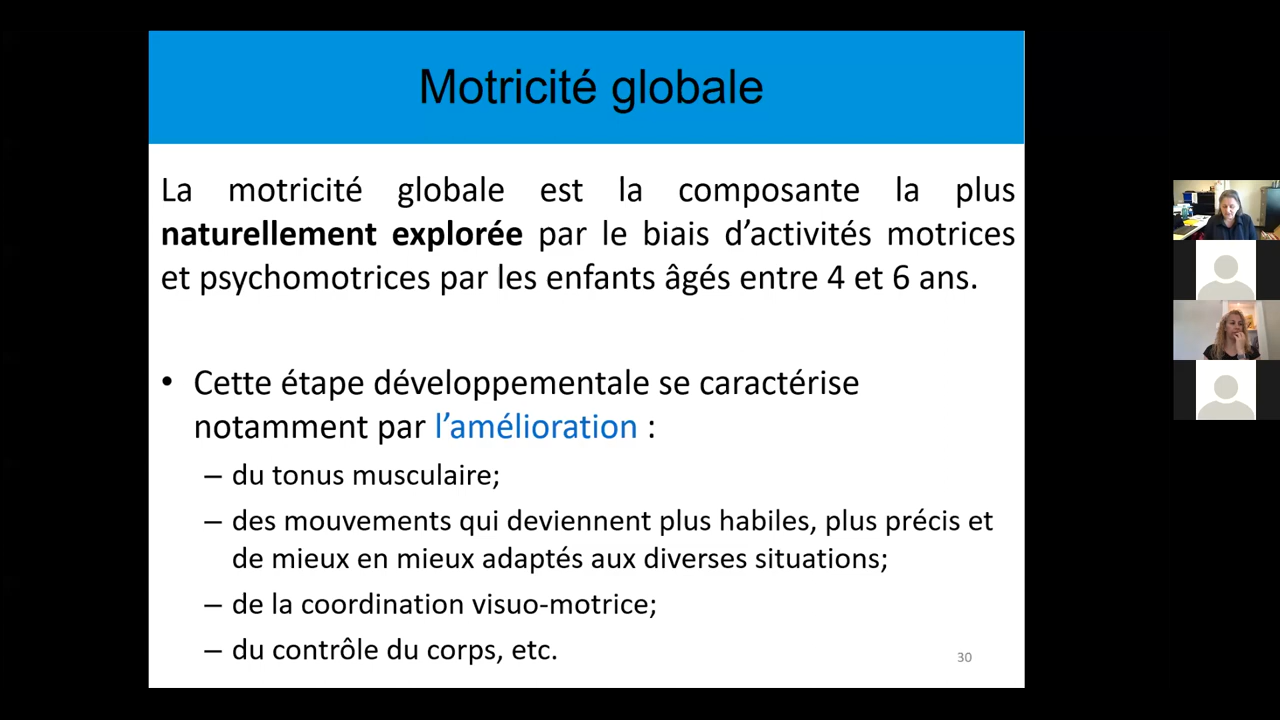 Motricité globale
La motricité globale est la composante la plus
naturellement explorée par le biais d’activités motrices
et psychomotrices par les enfants âgés entre 4 et 6 ans.
• Cette étape développementale se caractérise
notamment par l’amélioration :
– du tonus musculaire;
– des mouvements qui deviennent plus habiles, plus précis et
de mieux en mieux adaptés aux diverses situations;
– de la coordination visuo-motrice;
– du contrôle du corps, etc.
30